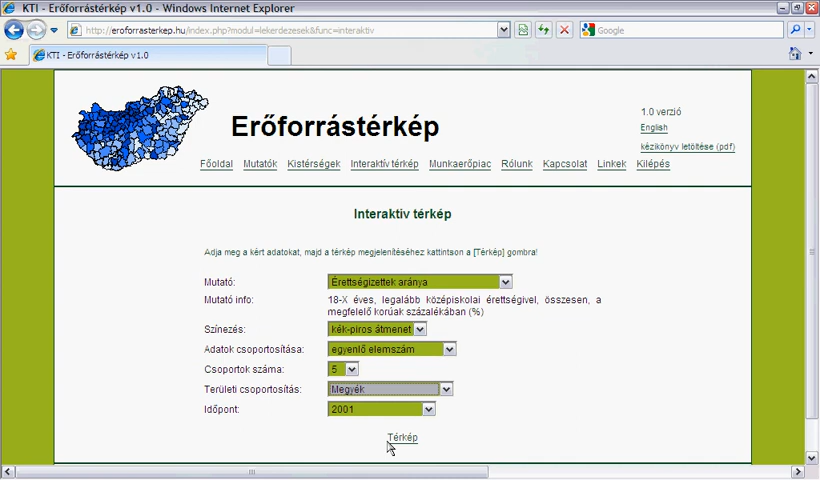 KTI - Erőforrástérkép v1.0 - Windows Internet Explorer
http://eroforrasterkep.hu/index.php?modul=lekerdezesek&func=interaktiv
Google
KTI - Erőforrástérkép v1.0
Erőforrástérkép
1.0 verzió
English
kézikönyv letöltése (pdf)
Főoldal Mutatók Kistérségek Interaktív térkép Munkaerőpiac Rólunk Kapcsolat Linkek Kilépés
Interaktív térkép
Adja meg a kért adatokat, majd a térkép megjelenítéséhez kattintson a [Térkép] gombra!
Mutató: Érettségizettek aránya
Mutató info: 18-X éves, legalább középiskolai érettségivel, összesen, a
megfelelő korúak százalékában (%)
Színezés: kék-piros átmenet
Adatok csoportosítása: egyenlő elemszám
Csoportok száma: 5
Területi csoportosítás: Megyék
Időpont: 2001
Térkép